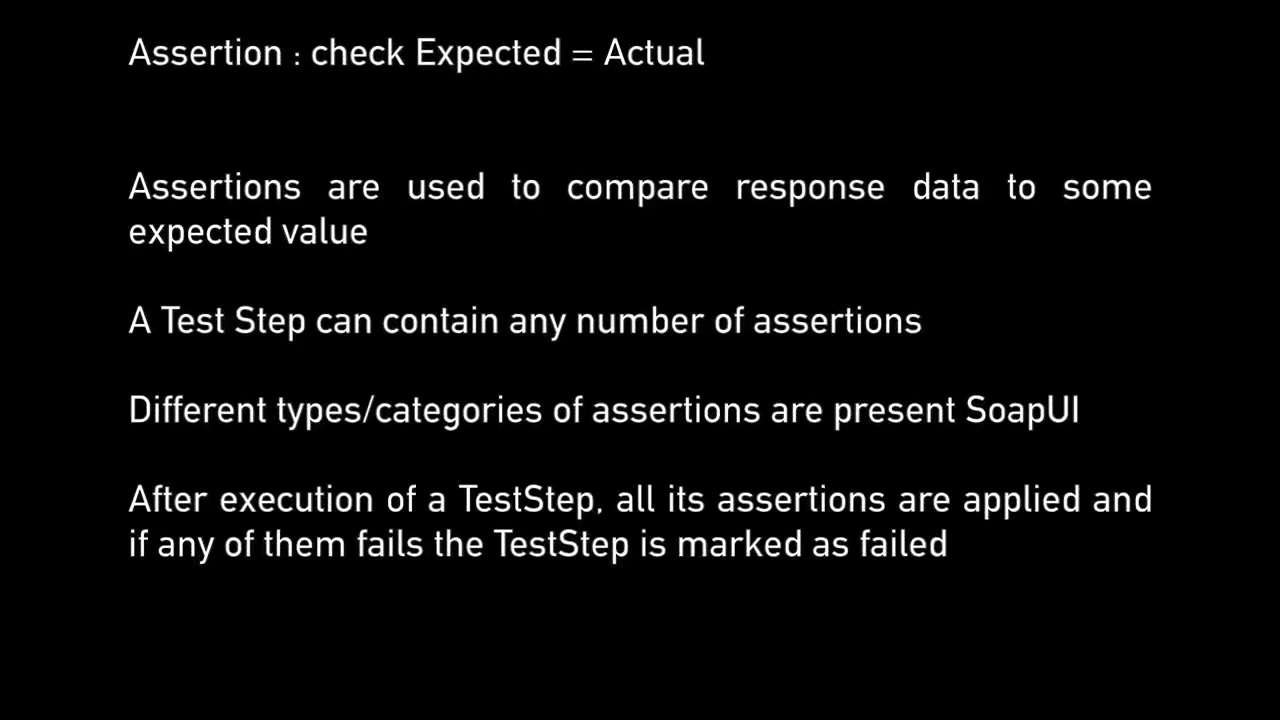 Assertion : check Expected = Actual
Assertions are used to compare response data to some
expected value
A Test Step can contain any number of assertions
Different types/categories of assertions are present SoapUI
After execution of a TestStep, all its assertions are applied and
if any of them fails the TestStep is marked as failed